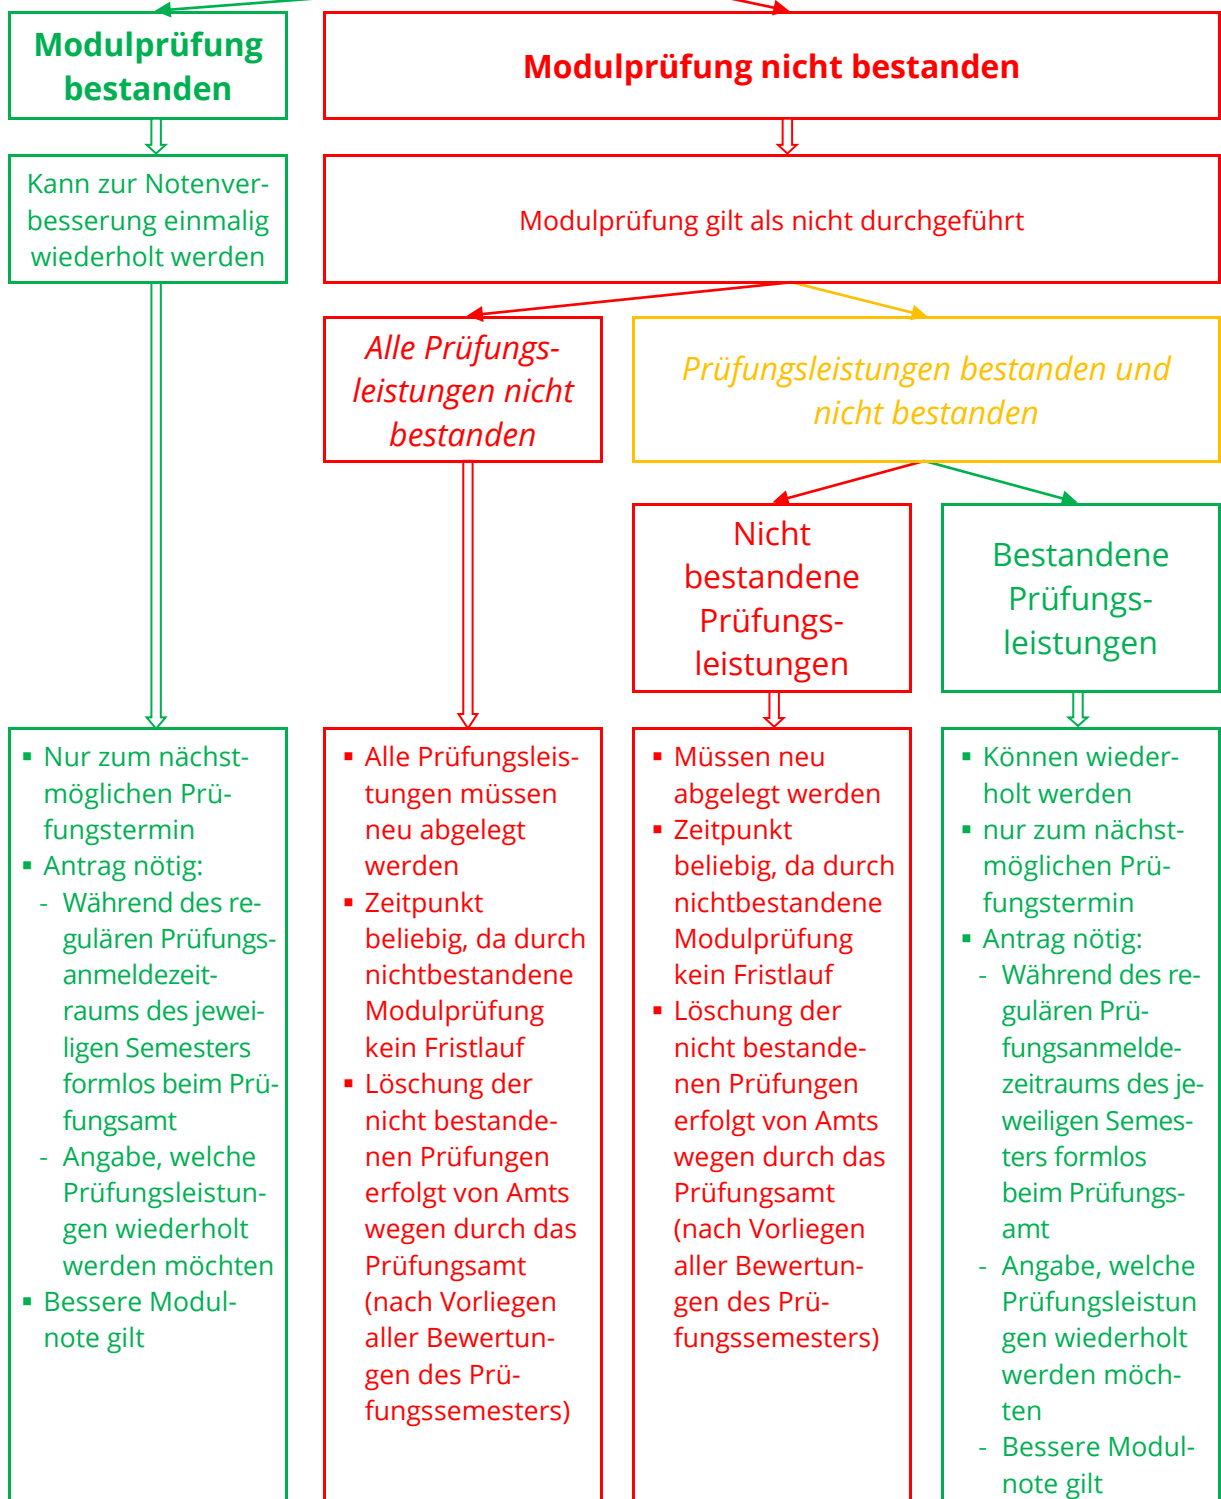 Modulprüfung
bestanden
Modulprüfung nicht bestanden
Kann zur Notenver-
besserung einmalig
wiederholt werden
Modulprüfung gilt als nicht durchgeführt
Alle Prüfungs-
leistungen nicht
bestanden
Prüfungsleistungen bestanden und
nicht bestanden
Nicht
bestandene
Prüfungs-
leistungen
Bestandene
Prüfungs-
leistungen
▪ Nur zum nächst-
möglichen Prü-
fungstermin
▪ Antrag nötig:
- Während des re-
gulären Prüfungs-
anmeldezeit-
raums des jewei-
ligen Semesters
formlos beim Prü-
fungsamt
- Angabe, welche
Prüfungsleistun-
gen wiederholt
werden möchten
▪ Bessere Modul-
note gilt
▪ Alle Prüfungsleis-
tungen müssen
neu abgelegt
werden
▪ Zeitpunkt
beliebig, da durch
nichtbestandene
Modulprüfung
kein Fristlauf
▪ Löschung der
nicht bestande-
nen Prüfungen
erfolgt von Amts
wegen durch das
Prüfungsamt
(nach Vorliegen
aller Bewertun-
gen des Prü-
fungssemesters)
▪ Müssen neu
abgelegt werden
▪ Zeitpunkt
beliebig, da durch
nichtbestandene
Modulprüfung
kein Fristlauf
▪ Löschung der
nicht bestande-
nen Prüfungen
erfolgt von Amts
wegen durch das
Prüfungsamt
(nach Vorliegen
aller Bewertun-
gen des Prü-
fungssemesters)
▪ Können wieder-
holt werden
▪ nur zum nächst-
möglichen Prü-
fungstermin
▪ Antrag nötig:
- Während des re-
gulären Prü-
fungsanmelde-
zeitraums des je-
weiligen Semes-
ters formlos
beim Prüfungs-
amt
- Angabe, welche
Prüfungsleistun
gen wiederholt
werden möch-
ten
- Bessere Modul-
note gilt